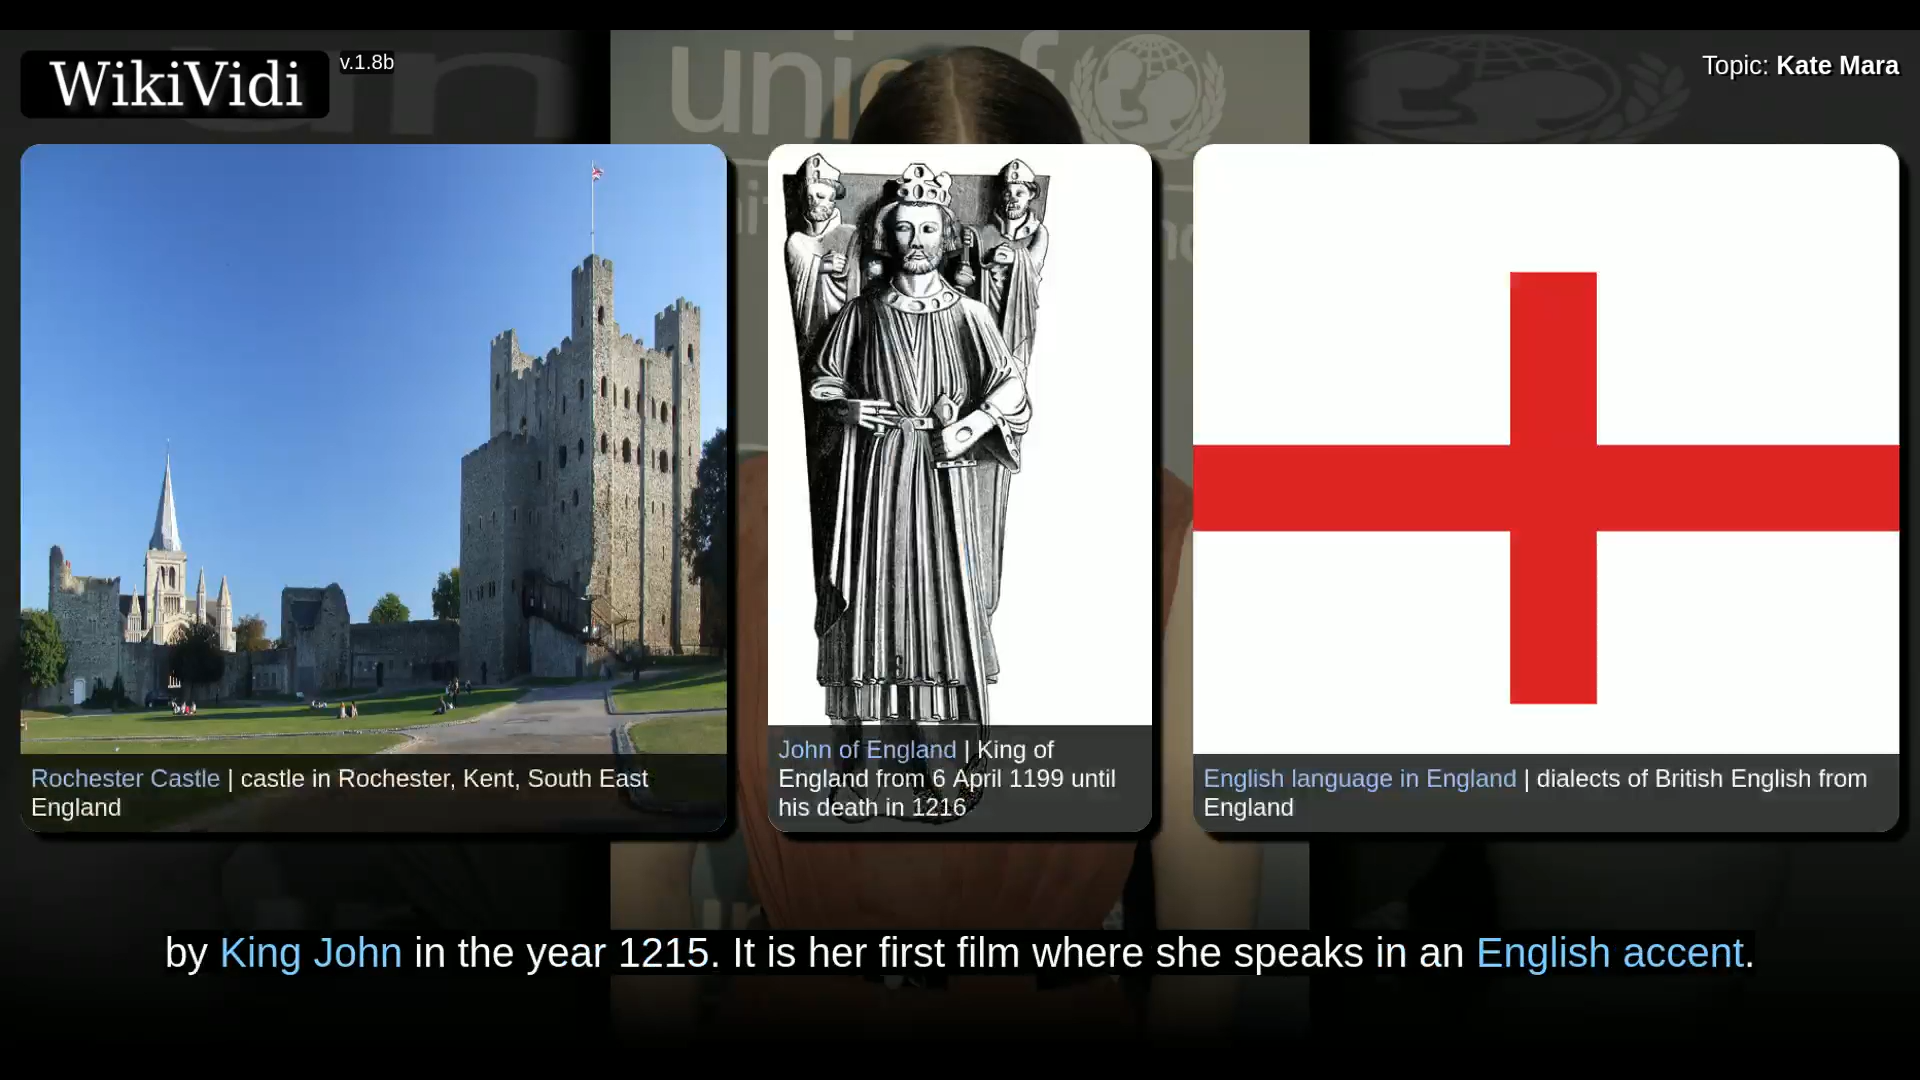 WikiVidi
v.1.8b
Topic: Kate Mara
unicef
Rochester Castle | castle in Rochester, Kent, South East
England
John of England | King of
England from 6 April 1199 until
his death in 1216
English language in England | dialects of British English from
England
by King John in the year 1215. It is her first film where she speaks in an English accent.